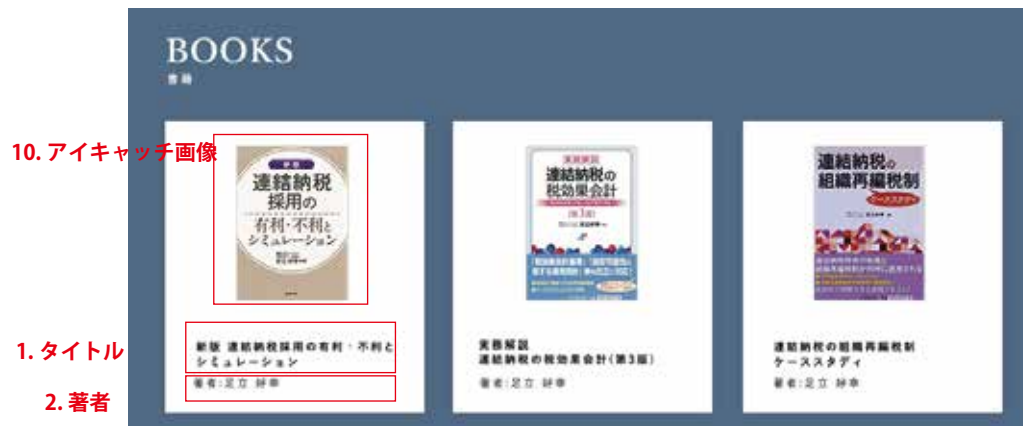 BOOKS
書籍
10. アイキャッチ画像
新版
連結納税
採用の
有利・不利と
シミュレーション
実務解説
連結納税の
税効果会計
(第3版)
連結納税の
組織再編税制
ケーススタディ
1. タイトル
新版 連結納税採用の有利・不利と
シミュレーション
2. 著者
著者:足立 好幸
実務解説
連結納税の税効果会計(第3版)
著者:足立 好幸
連結納税の組織再編税制
ケーススタディ
著者:足立 好幸